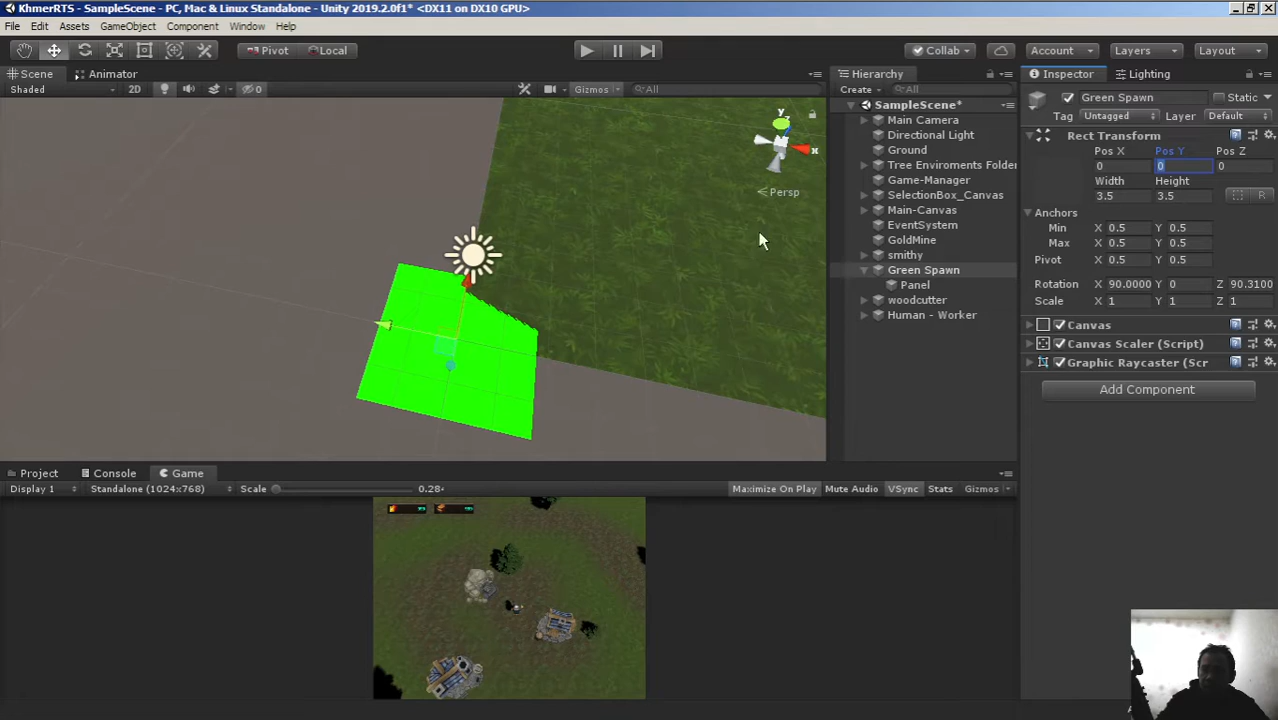 KhmerRTS - SampleScene - PC, Mac & Linux Standalone - Unity 2019.2.0f1* <DX11 on DX10 GPU>
File Edit Assets GameObject Component Window Help
Pivot Local Collab Account Layers Layout
Scene Animator
Shaded 2D 0 Gizmos All
y
x
Persp
Hierarchy
Create All
SampleScene*
Main Camera
Directional Light
Ground
Tree Enviroments Folder
Game-Manager
SelectionBox_Canvas
Main-Canvas
EventSystem
GoldMine
smithy
Green Spawn
Panel
woodcutter
Human - Worker
Inspector Lighting
Green Spawn Static
Tag Untagged Layer Default
Rect Transform
Pos X Pos Y Pos Z
0 0 0
Width Height
3.5 3.5 R
Anchors
Min X 0.5 Y 0.5
Max X 0.5 Y 0.5
Pivot X 0.5 Y 0.5
Rotation X 90.0000 Y 0 Z 90.3100
Scale X 1 Y 1 Z 1
Canvas
Canvas Scaler (Script)
Graphic Raycaster (Scr
Add Component
Project Console Game
Display 1 Standalone (1024x768) Scale 0.28 Maximize On Play Mute Audio VSync Stats Gizmos